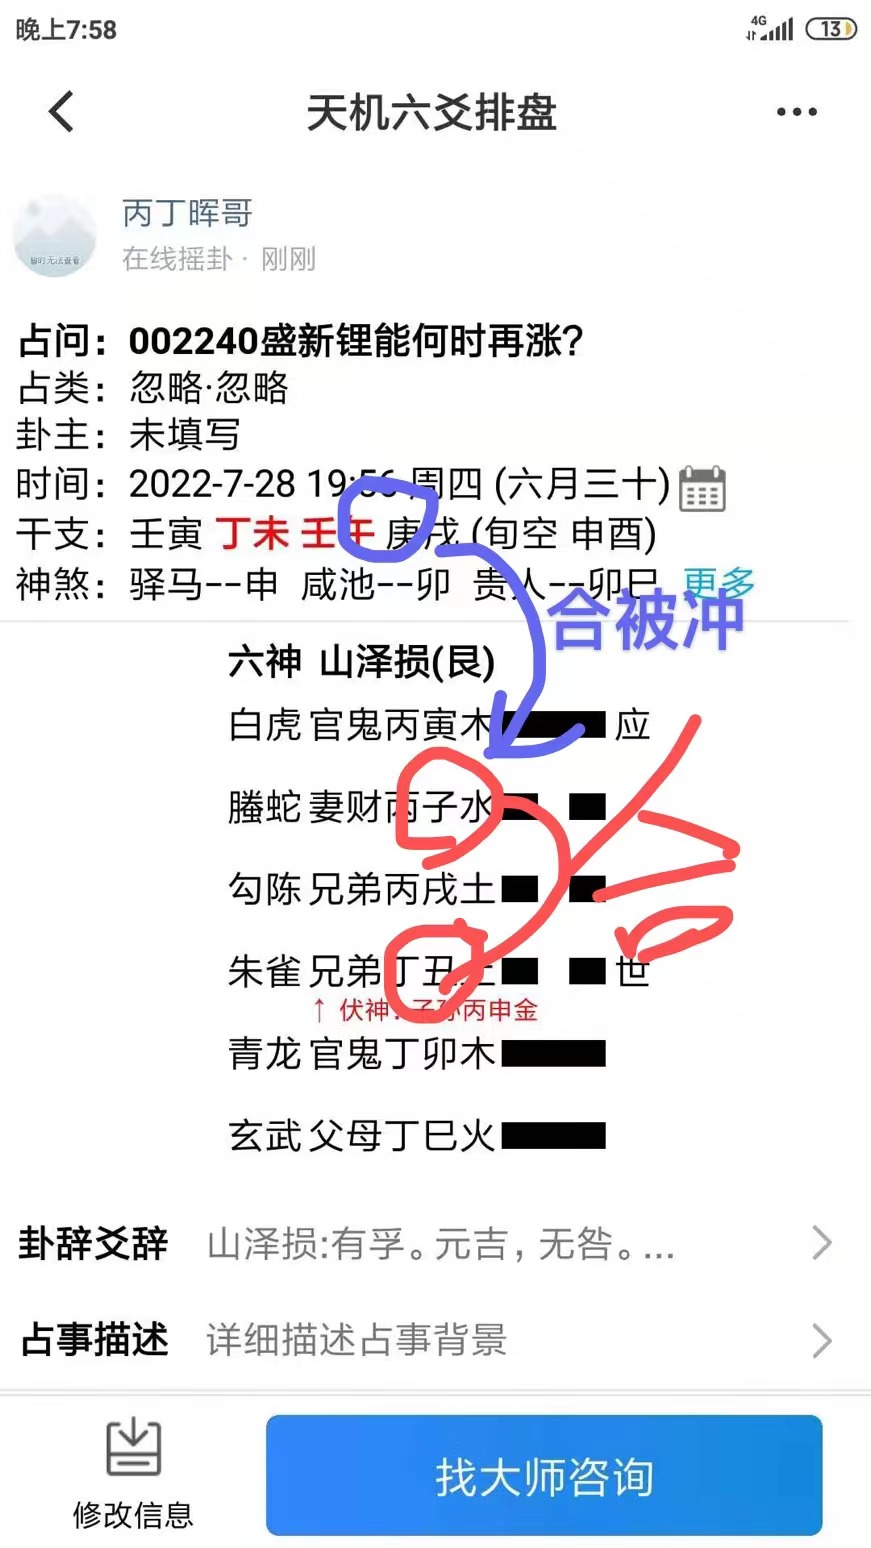 晚上7:58 4G 13
天机六爻排盘
丙丁晖哥
在线摇卦 · 刚刚
暂时无法查看
占问：002240盛新锂能何时再涨？
占类：忽略·忽略
卦主：未填写
时间：2022-7-28 19:56 周四 (六月三十)
干支：壬寅 丁未 壬午 庚戌 (旬空 申酉)
神煞：驿马--申 咸池--卯 贵人--卯巳 更多
合被冲
六神 山泽损(艮)
白虎 官鬼丙寅木 应
螣蛇 妻财丙子水
合
勾陈 兄弟丙戌土
朱雀 兄弟丁丑土 世
↑ 伏神：子孙丙申金
青龙 官鬼丁卯木
玄武 父母丁巳火
卦辞爻辞 山泽损:有孚。元吉，无咎。...
占事描述 详细描述占事背景
修改信息
找大师咨询